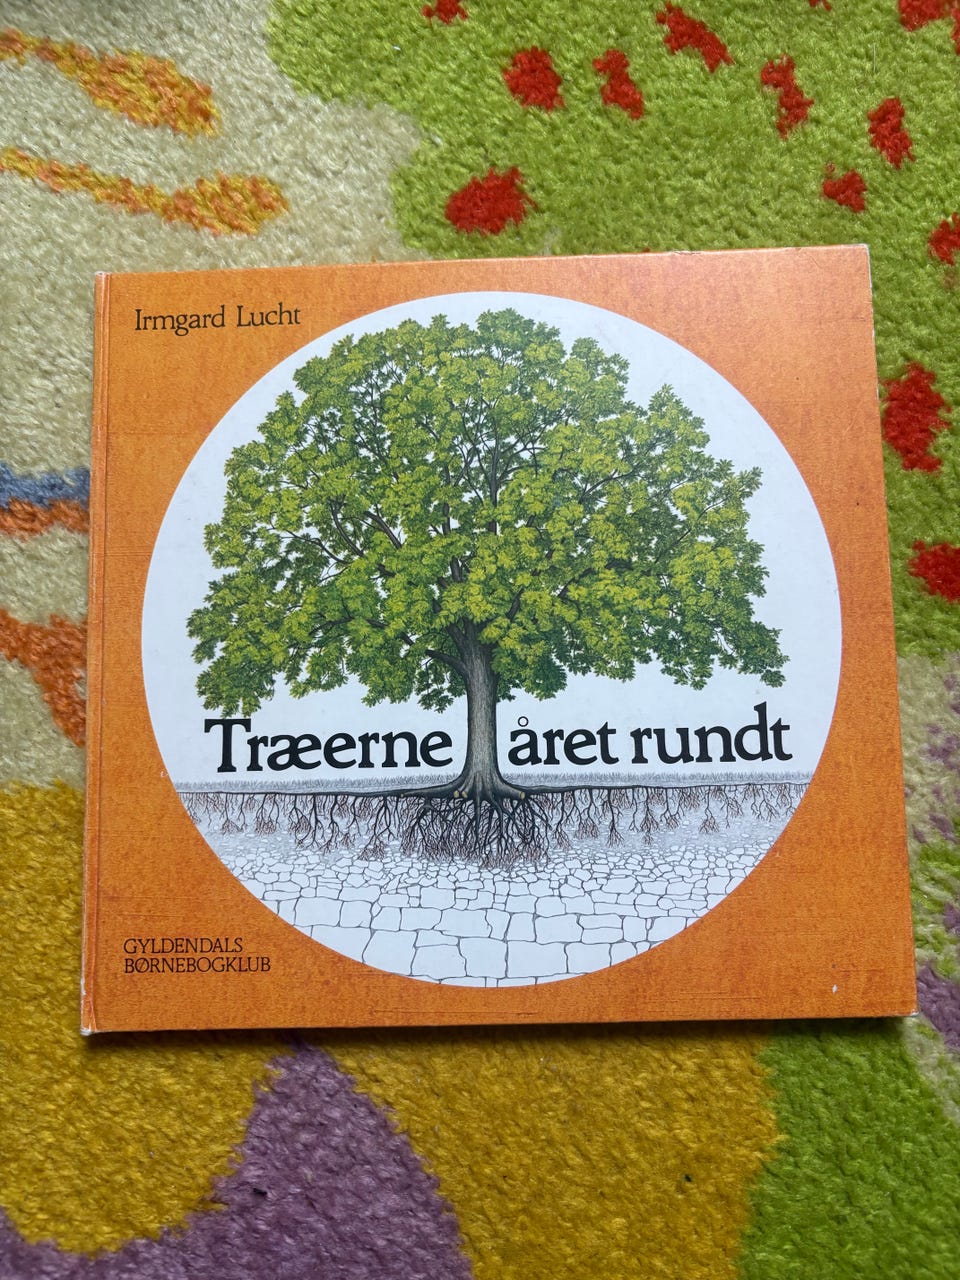 Irmgard Lucht
Træerne året rundt
GYLDENDALS
BØRNEBOGKLUB